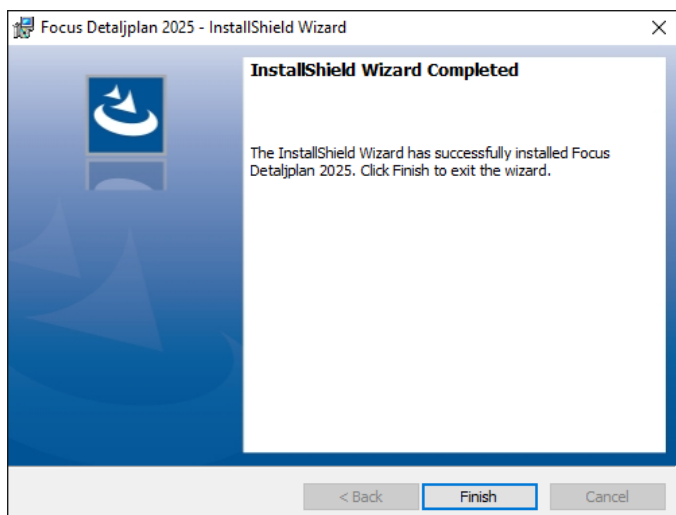 Focus Detaljplan 2025 - InstallShield Wizard
InstallShield Wizard Completed
The InstallShield Wizard has successfully installed Focus
Detaljplan 2025. Click Finish to exit the wizard.
< Back Finish Cancel